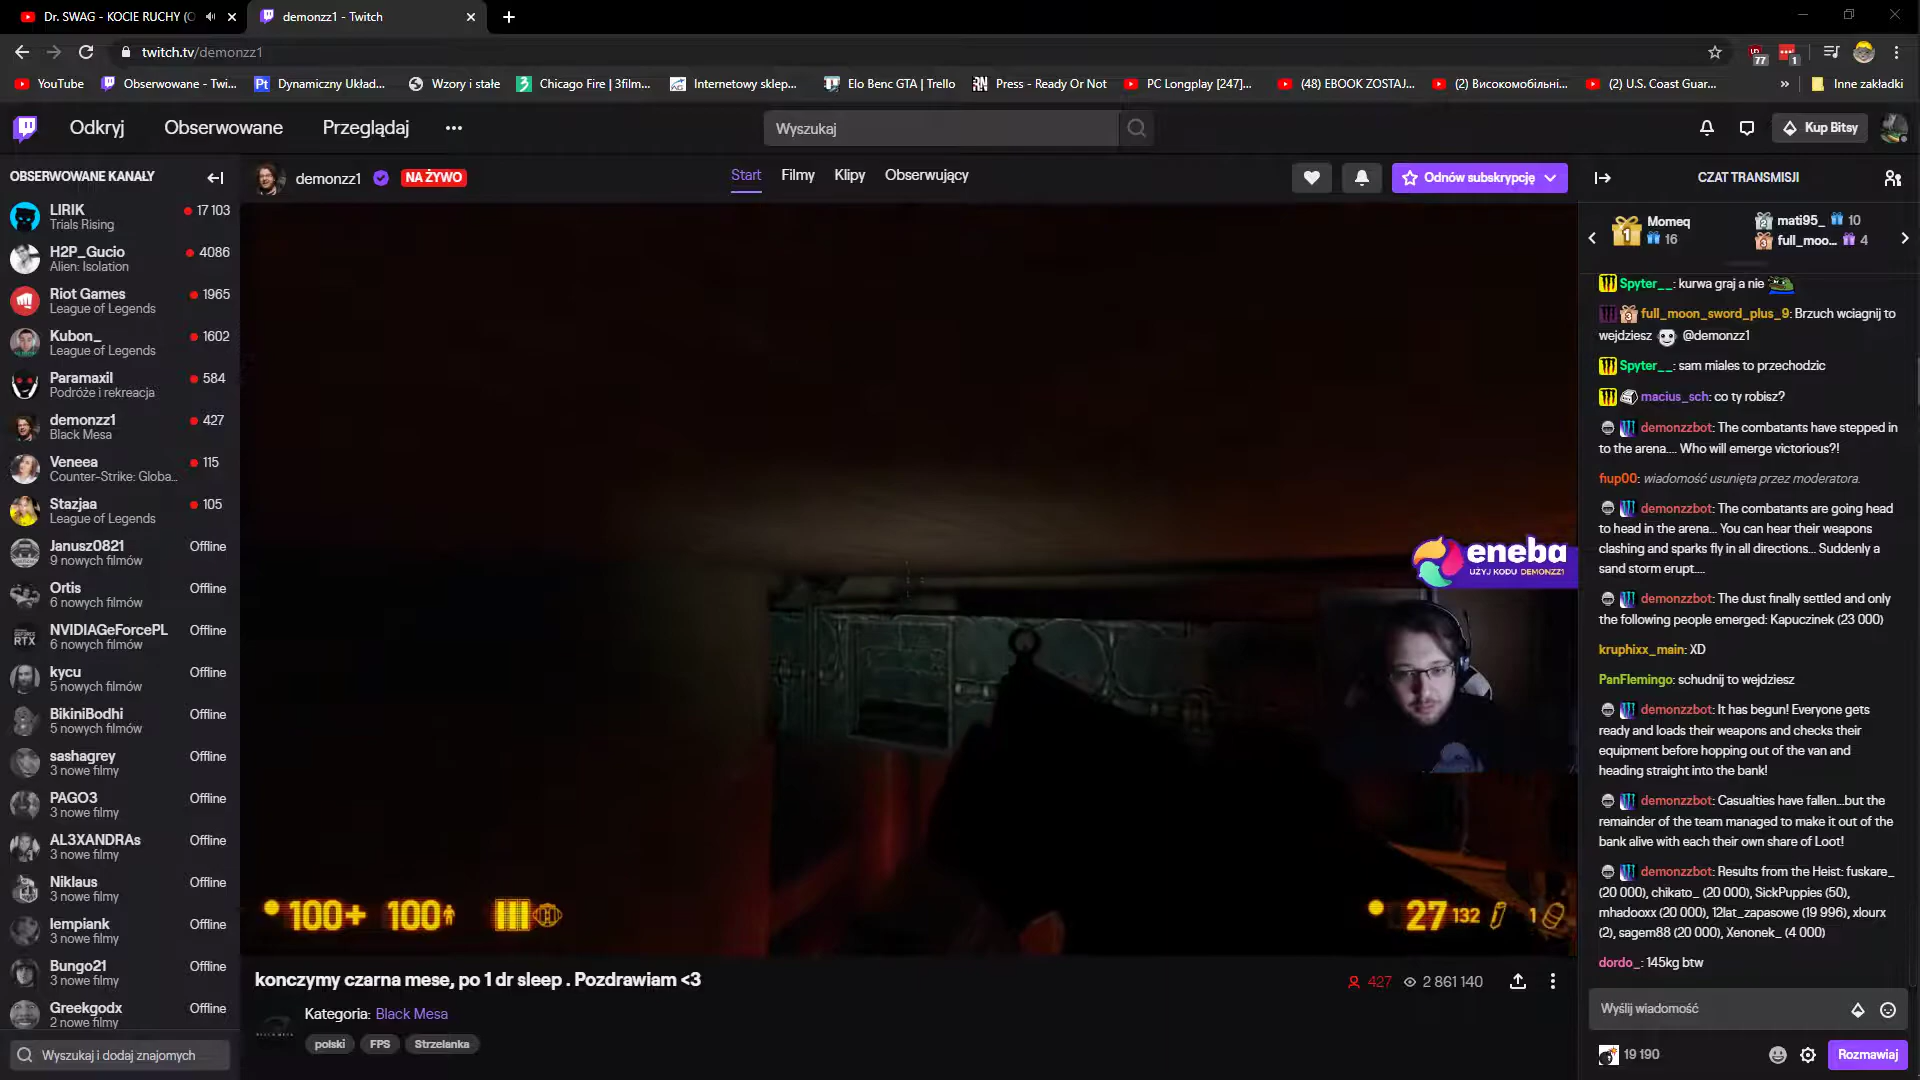 Dr. SWAG - KOCIE RUCHY (O
demonzz1 - Twitch
twitch.tv/demonzz1
77
1
YouTube
Obserwowane - Twi...
Pt Dynamiczny Układ...
Wzory i stałe
3 Chicago Fire | 3film...
Internetowy sklep...
Elo Benc GTA | Trello
RN Press - Ready Or Not
PC Longplay [247]...
(48) EBOOK ZOSTAJ...
(2) Високомобільні...
(2) U.S. Coast Guar...
»
Inne zakładki
Odkryj
Obserwowane
Przeglądaj
Wyszukaj
Kup Bitsy
OBSERWOWANE KANAŁY
LIRIK 17 103
Trials Rising
H2P_Gucio 4086
Alien: Isolation
Riot Games 1965
League of Legends
Kubon_ 1602
League of Legends
Paramaxil 584
Podróże i rekreacja
demonzz1 427
Black Mesa
Veneea 115
Counter-Strike: Globa...
Stazjaa 105
League of Legends
Janusz0821 Offline
9 nowych filmów
Ortis Offline
6 nowych filmów
NVIDIAGeForcePL Offline
6 nowych filmów
kycu Offline
5 nowych filmów
BikiniBodhi Offline
5 nowych filmów
sashagrey Offline
3 nowe filmy
PAGO3 Offline
3 nowe filmy
AL3XANDRAs Offline
3 nowe filmy
Niklaus Offline
3 nowe filmy
lempiank Offline
3 nowe filmy
Bungo21 Offline
3 nowe filmy
Greekgodx Offline
2 nowe filmy
Wyszukaj i dodaj znajomych
demonzz1
NA ŻYWO
Start
Filmy
Klipy
Obserwujący
Odnów subskrypcję
eneba
UŻYJ KODU DEMONZZ1
100+ 100
27 132 1
konczymy czarna mese, po 1 dr sleep . Pozdrawiam <3
427 2 861 140
Kategoria: Black Mesa
polski FPS Strzelanka
CZAT TRANSMISJI
1 Momeq
16
2 mati95_ 10
3 full_moo... 4
Spyter__: kurwa graj a nie
full_moon_sword_plus_9: Brzuch wciagnij to
wejdziesz @demonzz1
Spyter__: sam miales to przechodzic
macius_sch: co ty robisz?
demonzzbot: The combatants have stepped in
to the arena.... Who will emerge victorious?!
fiup00: wiadomość usunięta przez moderatora.
demonzzbot: The combatants are going head
to head in the arena... You can hear their weapons
clashing and sparks fly in all directions... Suddenly a
sand storm erupt....
demonzzbot: The dust finally settled and only
the following people emerged: Kapuczinek (23 000)
kruphixx_main: XD
PanFlemingo: schudnij to wejdziesz
demonzzbot: It has begun! Everyone gets
ready and loads their weapons and checks their
equipment before hopping out of the van and
heading straight into the bank!
demonzzbot: Casualties have fallen...but the
remainder of the team managed to make it out of the
bank alive with each their own share of Loot!
demonzzbot: Results from the Heist: fuskare_
(20 000), chikato_ (20 000), SickPuppies (50),
mhadooxx (20 000), 12lat_zapasowe (19 996), xlourx
(2), sagem88 (20 000), Xenonek_ (4 000)
dordo_: 145kg btw
Wyślij wiadomość
19 190
Rozmawiaj